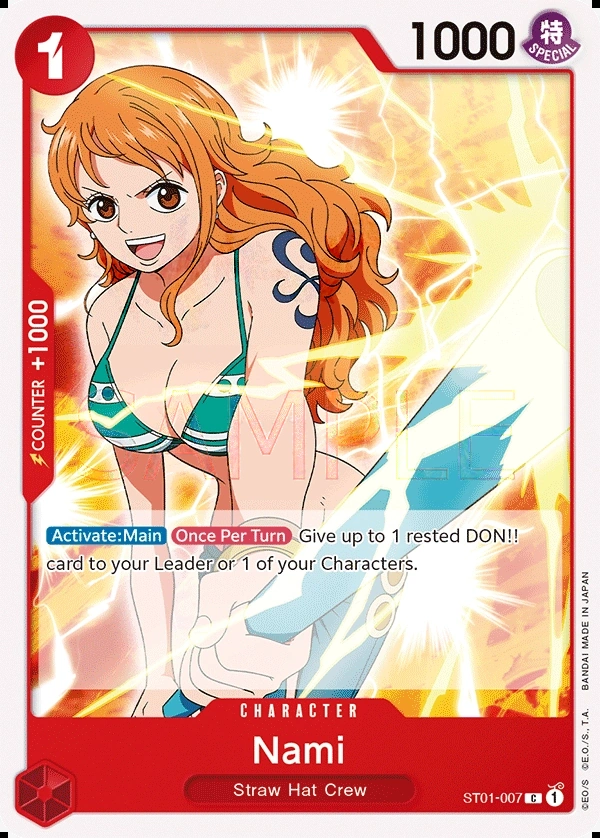 1
1000
特
SPECIAL
COUNTER +1000
SAMPLE
Activate:Main Once Per Turn Give up to 1 rested DON!!
card to your Leader or 1 of your Characters.
CHARACTER
Nami
Straw Hat Crew
ST01-007 C 1
©EO/S ©E.O./S., T.A. BANDAI MADE IN JAPAN